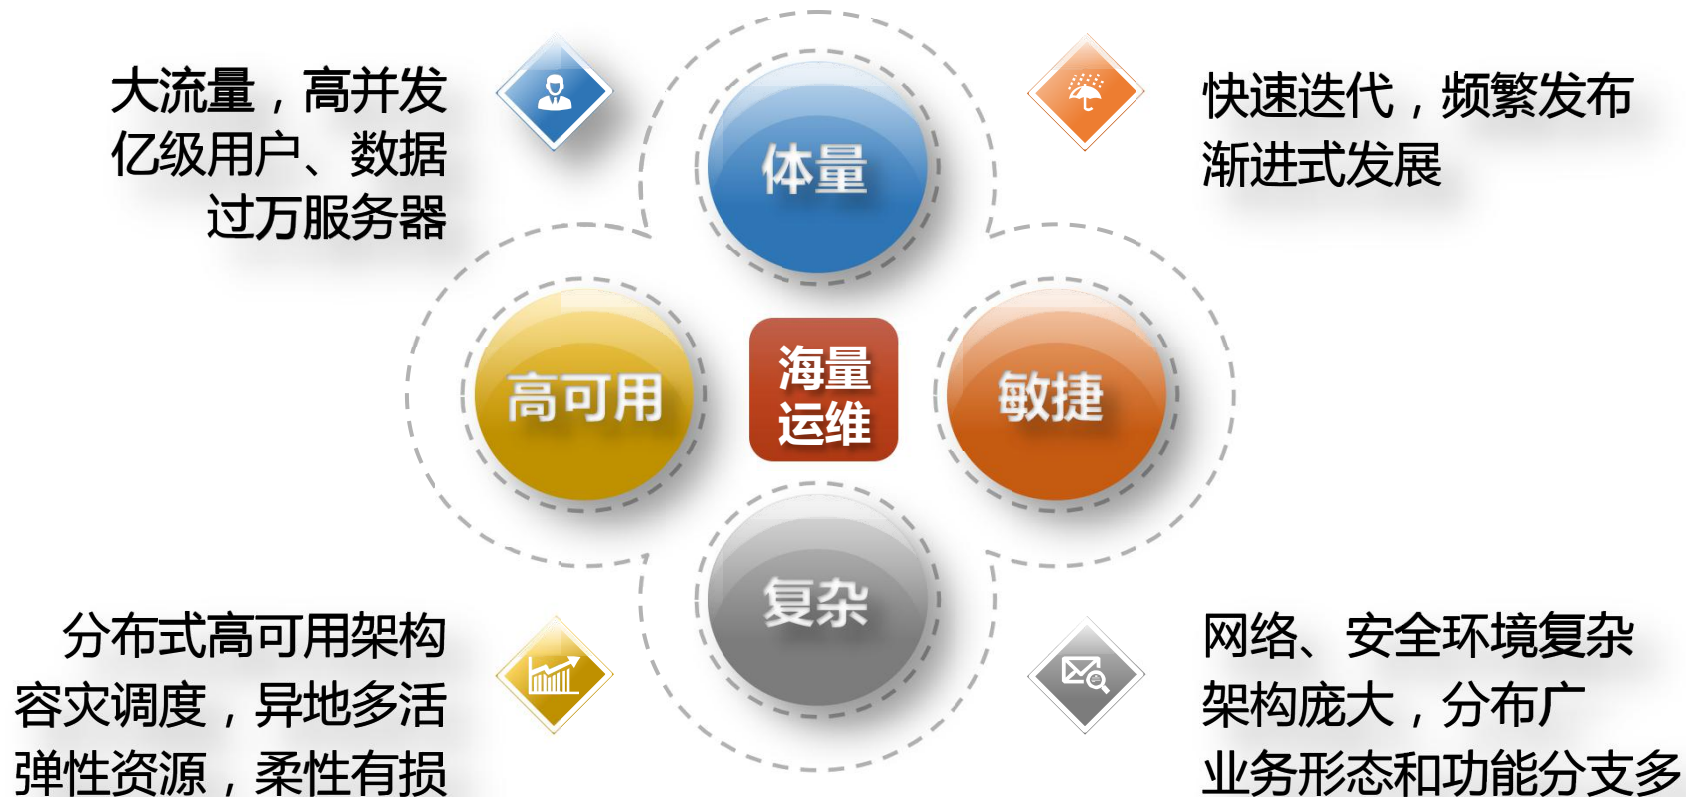 大流量，高并发
亿级用户、数据
过万服务器
体量
快速迭代，频繁发布
渐进式发展
高可用
海量
运维
敏捷
复杂
分布式高可用架构
容灾调度，异地多活
弹性资源，柔性有损
网络、安全环境复杂
架构庞大，分布广
业务形态和功能分支多